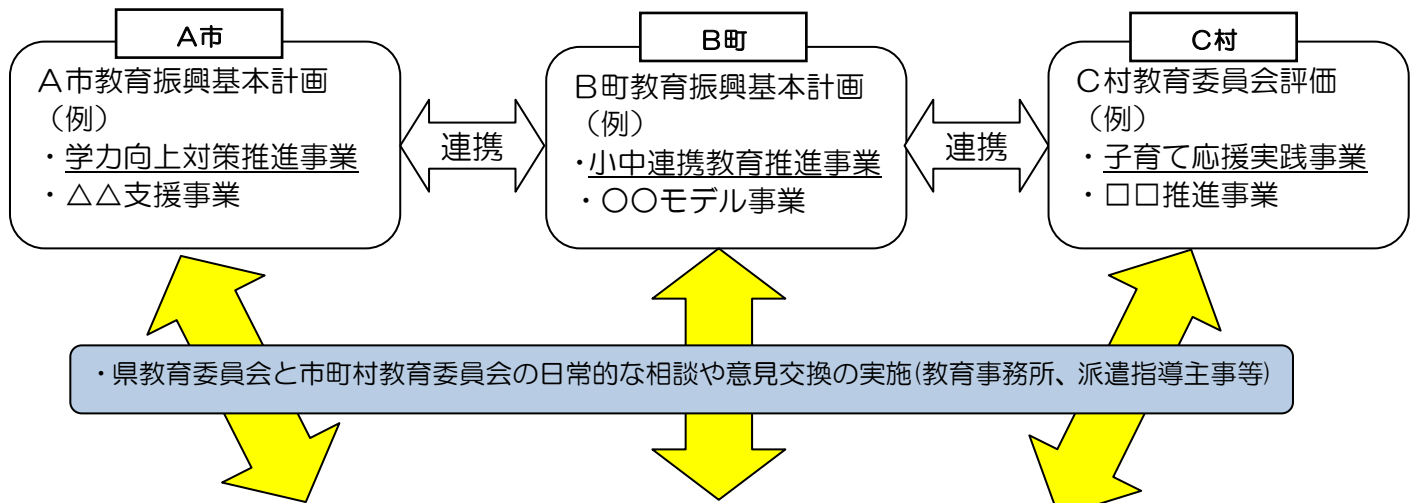 A市
A市教育振興基本計画
（例）
・学力向上対策推進事業
・△△支援事業
連携
B町
B町教育振興基本計画
（例）
・小中連携教育推進事業
・〇〇モデル事業
連携
C村
C村教育委員会評価
（例）
・子育て応援実践事業
・□□推進事業
・県教育委員会と市町村教育委員会の日常的な相談や意見交換の実施(教育事務所、派遣指導主事等)